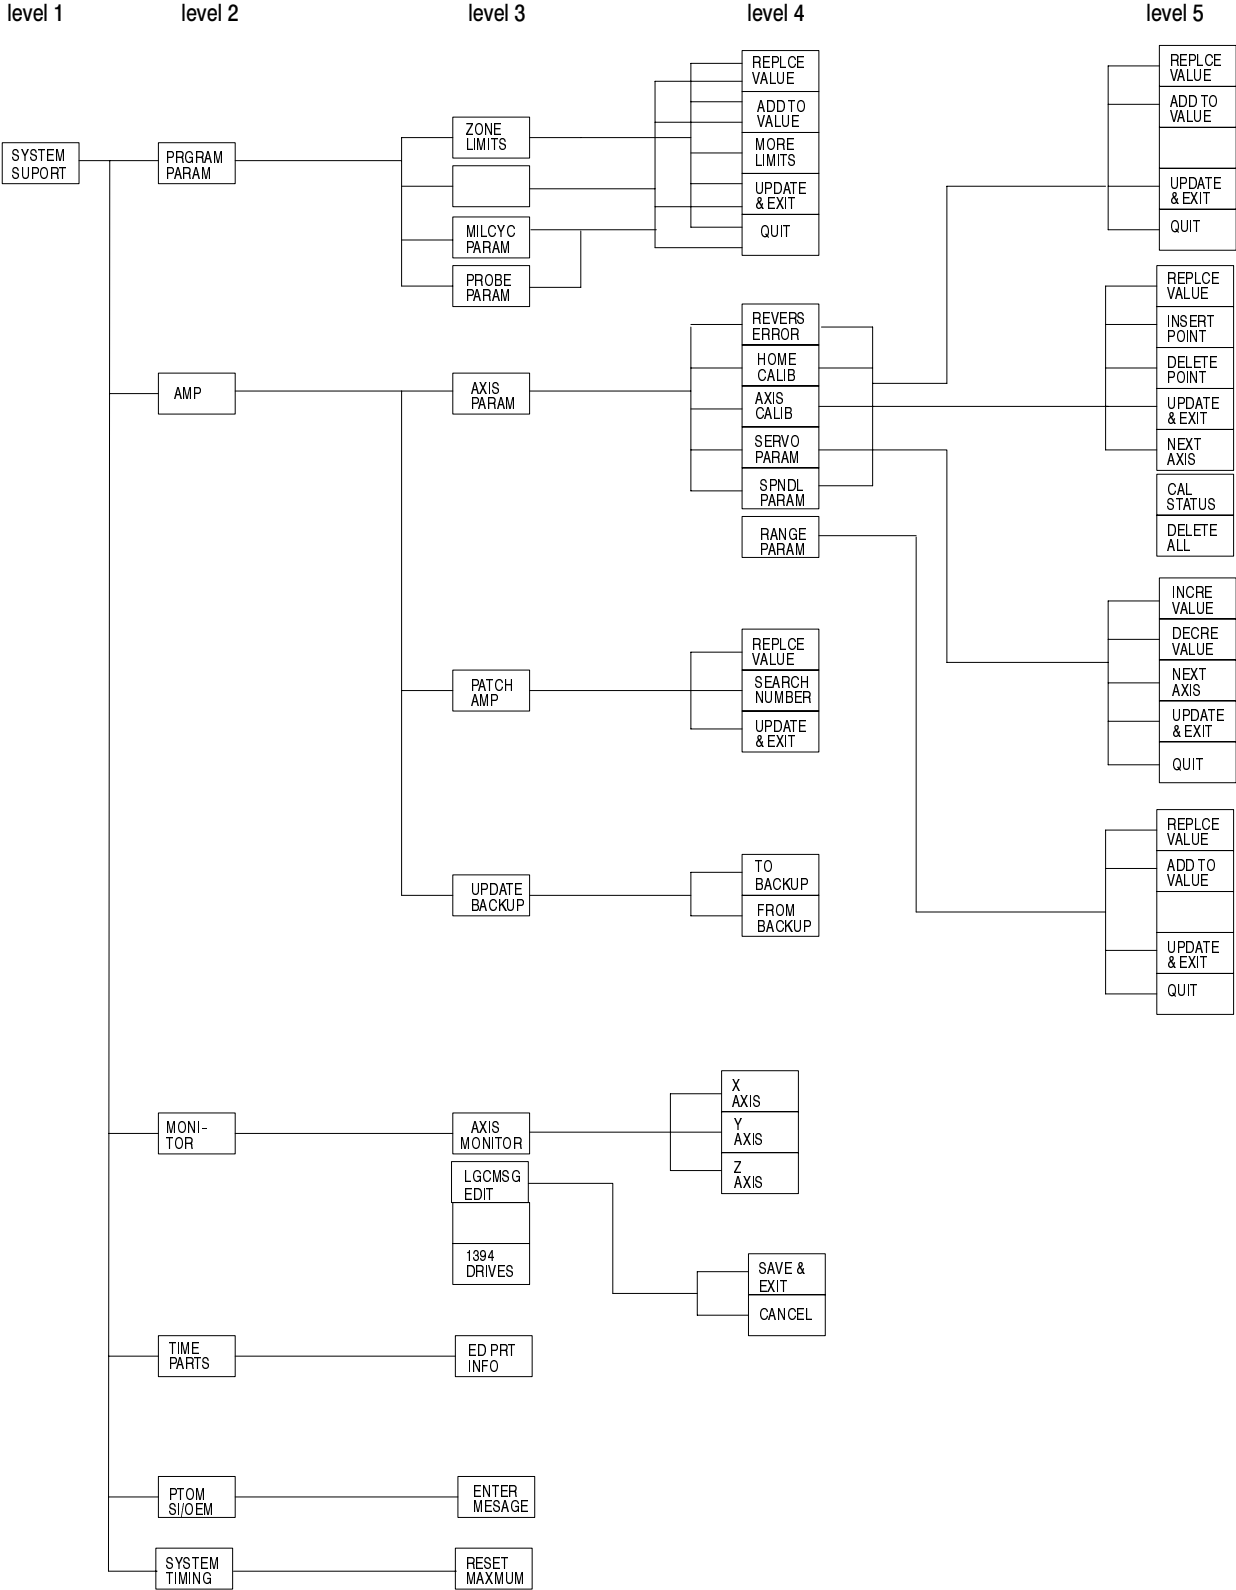 level 1
level 2
level 3
level 4
level 5
SYSTEM
SUPORT
PRGRAM
PARAM
ZONE
LIMITS
MILCYC
PARAM
PROBE
PARAM
REPLCE
VALUE
ADD TO
VALUE
MORE
LIMITS
UPDATE
& EXIT
QUIT
REPLCE
VALUE
ADD TO
VALUE
UPDATE
& EXIT
QUIT
AMP
AXIS
PARAM
REVERS
ERROR
HOME
CALIB
AXIS
CALIB
SERVO
PARAM
SPNDL
PARAM
RANGE
PARAM
REPLCE
VALUE
INSERT
POINT
DELETE
POINT
UPDATE
& EXIT
NEXT
AXIS
CAL
STATUS
DELETE
ALL
INCRE
VALUE
DECRE
VALUE
NEXT
AXIS
UPDATE
& EXIT
QUIT
PATCH
AMP
REPLCE
VALUE
SEARCH
NUMBER
UPDATE
& EXIT
UPDATE
BACKUP
TO
BACKUP
FROM
BACKUP
REPLCE
VALUE
ADD TO
VALUE
UPDATE
& EXIT
QUIT
MONI-
TOR
AXIS
MONITOR
LGCMSG
EDIT
1394
DRIVES
X
AXIS
Y
AXIS
Z
AXIS
SAVE &
EXIT
CANCEL
TIME
PARTS
ED PRT
INFO
PTOM
SI/OEM
ENTER
MESAGE
SYSTEM
TIMING
RESET
MAXMUM